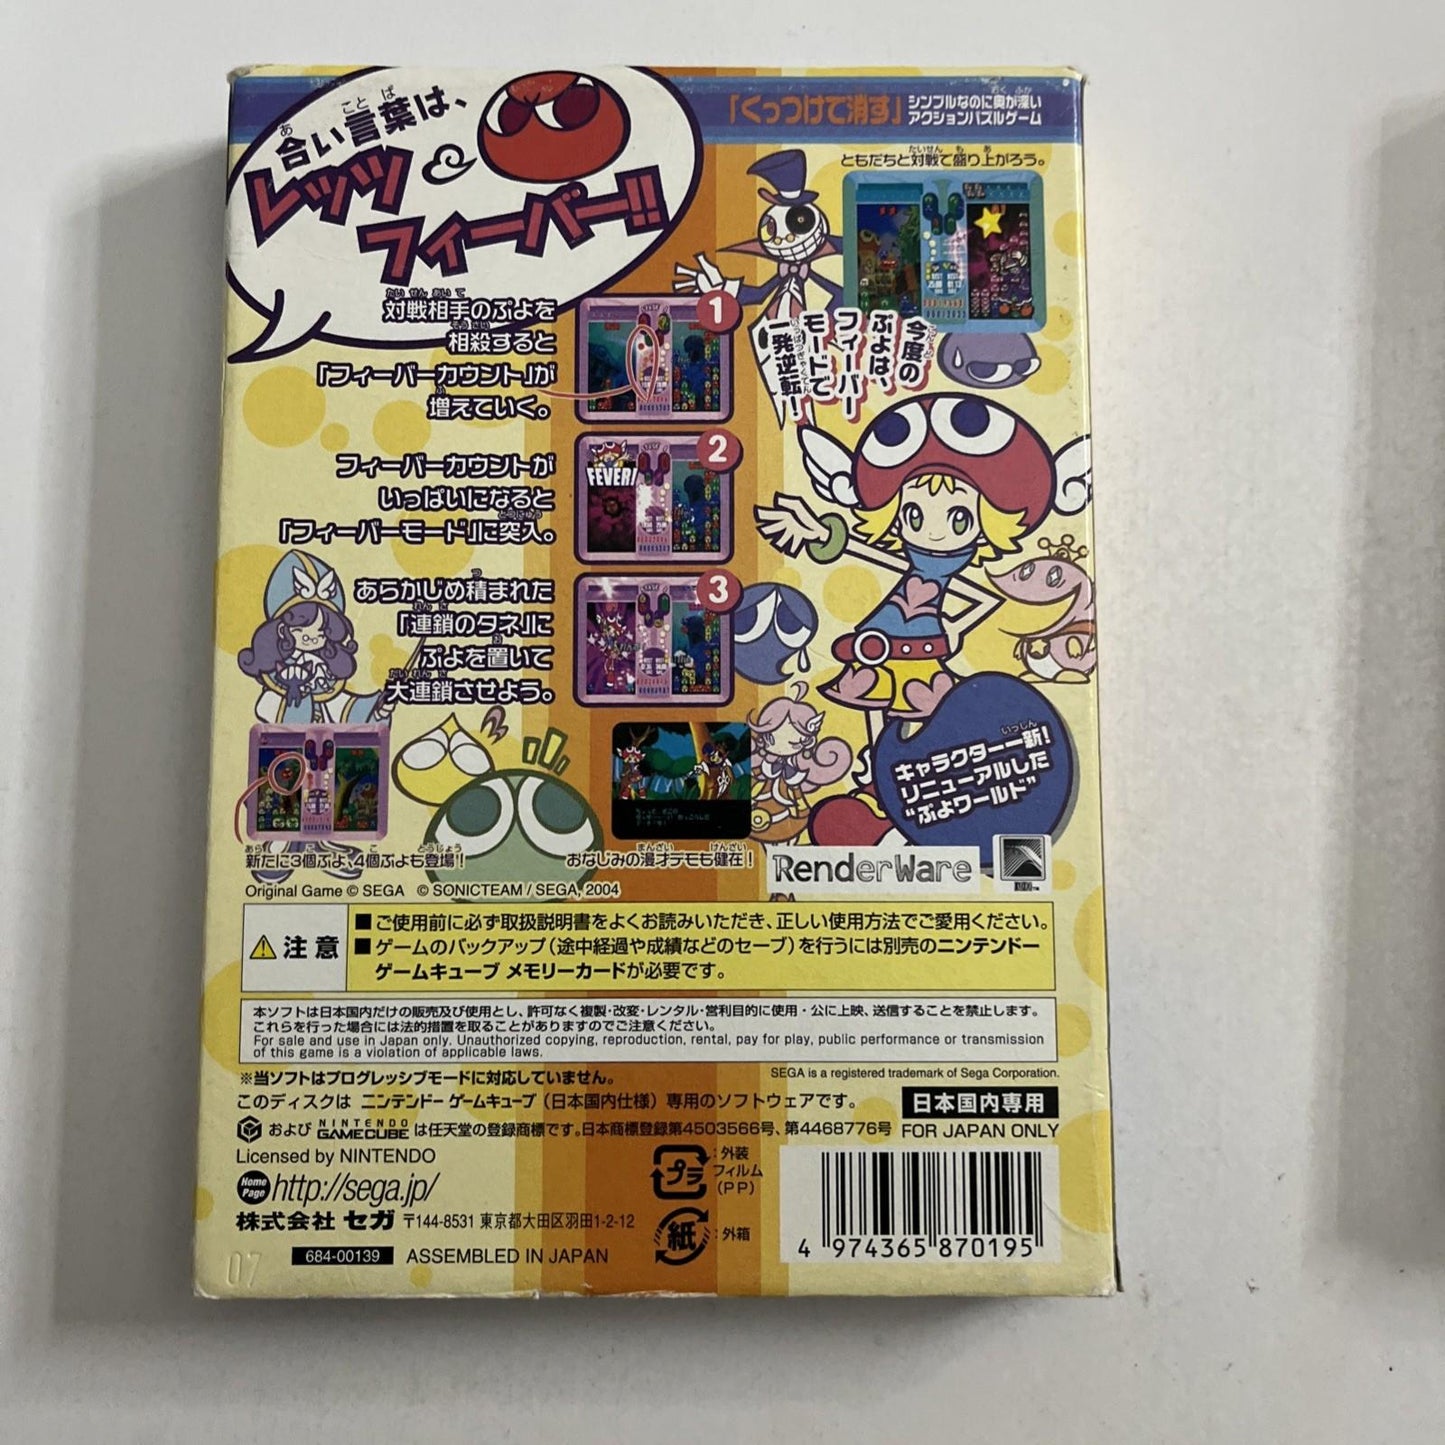 合い言葉は、
レッツ
フィーバー!!
「くっつけて消す」
シンプルなのに奥が深い
アクションパズルゲーム
ともだちと対戦で盛り上がろう。
今度の
ぷよは、
フィーバー
モードで
一発逆転!
対戦相手のぷよを
相殺すると
「フィーバーカウント」が
増えていく。
1
フィーバーカウントが
いっぱいになると
「フィーバーモード」に突入。
2
FEVER!
あらかじめ積まれた
「連鎖のタネ」に
ぷよを置いて
大連鎖させよう。
3
キャラクター一新!
リニューアルした
"ぷよワールド"
新たに3個ぷよ、4個ぷよも登場!
おなじみの漫才デモも健在!
RenderWare
Original Game © SEGA © SONICTEAM / SEGA, 2004
⚠ 注意
■ご使用前に必ず取扱説明書をよくお読みいただき、正しい使用方法でご愛用ください。
■ゲームのバックアップ(途中経過や成績などのセーブ)を行うには別売のニンテンドー
ゲームキューブ メモリーカードが必要です。
本ソフトは日本国内だけの販売及び使用とし、許可なく複製・改変・レンタル・営利目的に使用・公に上映、送信することを禁止します。
これらを行った場合には法的措置を取ることがありますのでご注意ください。
For sale and use in Japan only. Unauthorized copying, reproduction, rental, pay for play, public performance or transmission
of this game is a violation of applicable laws.
※当ソフトはプログレッシブモードに対応していません。
SEGA is a registered trademark of Sega Corporation.
このディスクは ニンテンドー ゲームキューブ(日本国内仕様)専用のソフトウェアです。
日本国内専用
および NINTENDO GAMECUBE は任天堂の登録商標です。日本商標登録第4503566号、第4468776号
FOR JAPAN ONLY
Licensed by NINTENDO
Home Page http://sega.jp/
株式会社 セガ 〒144-8531 東京都大田区羽田1-2-12
684-00139 ASSEMBLED IN JAPAN
プラ
:外装
フィルム
(PP)
紙 :外箱
4 974365 870195
07